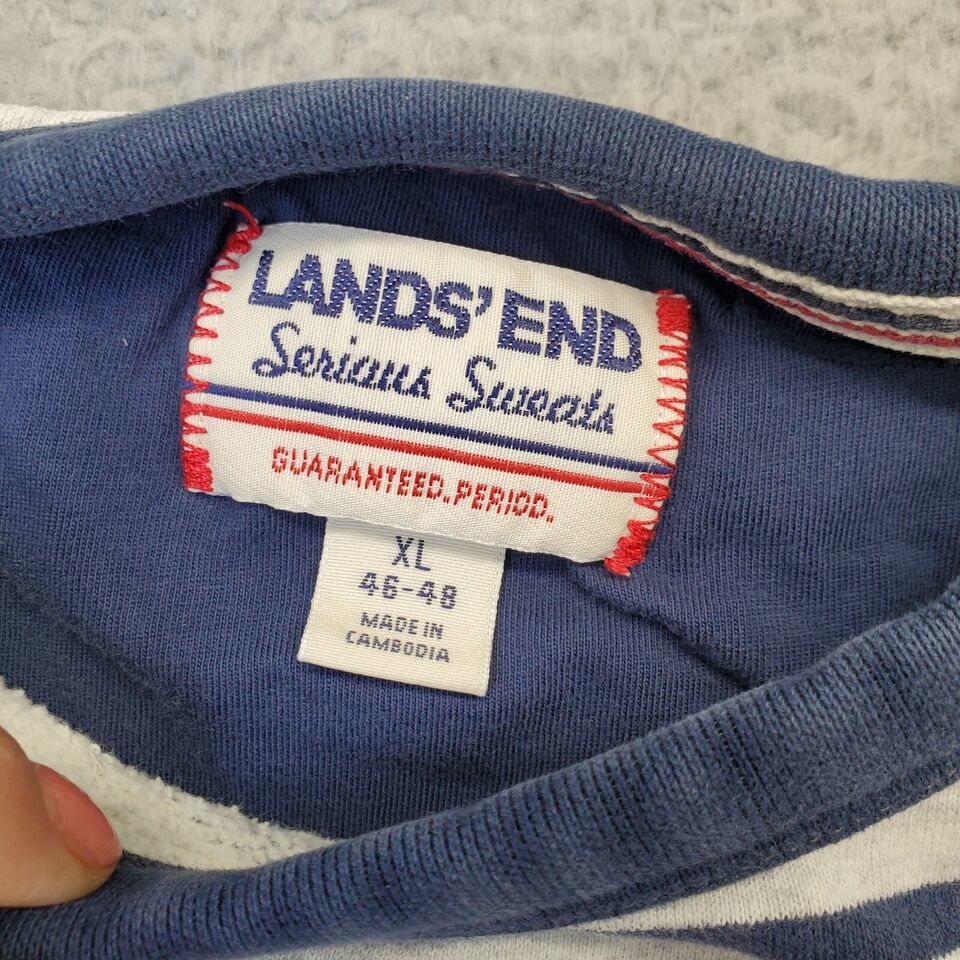 LANDS' END
Serious Sweats
GUARANTEED. PERIOD.
XL
46-48
MADE IN
CAMBODIA